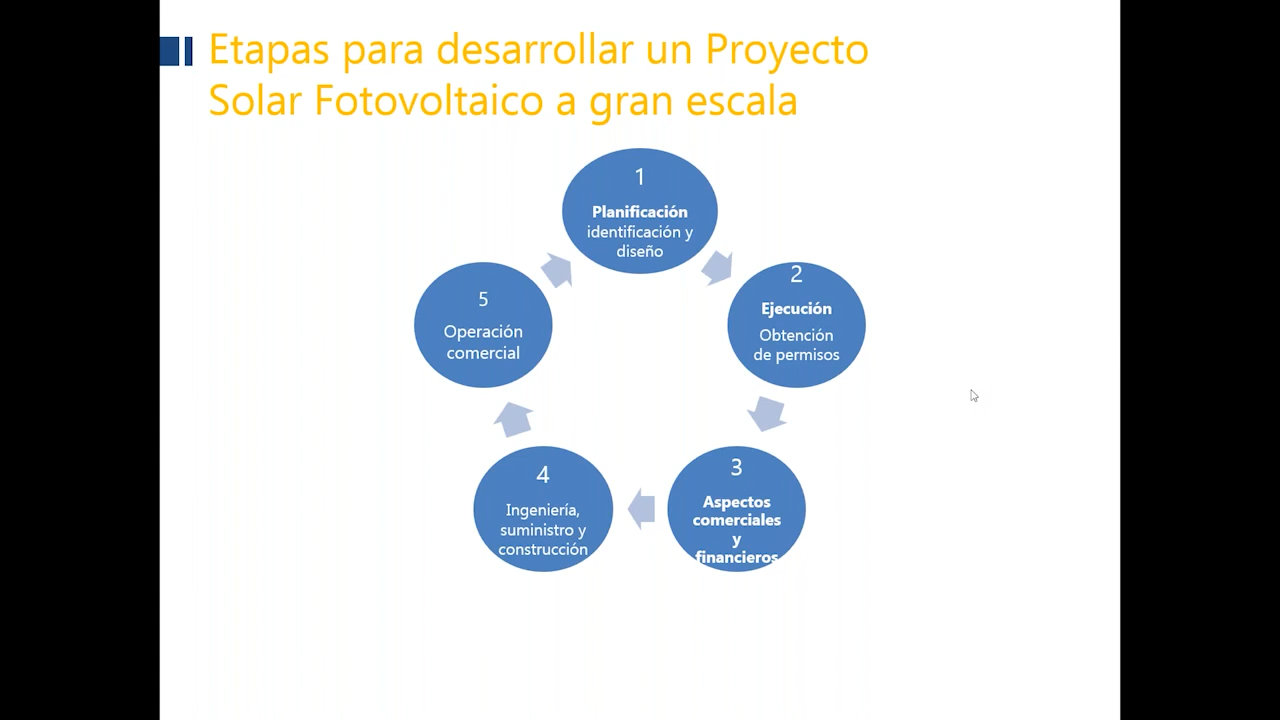 Etapas para desarrollar un Proyecto
Solar Fotovoltaico a gran escala
1
Planificación
identificación y
diseño
2
Ejecución
Obtención
de permisos
3
Aspectos
comerciales
y
financieros
4
Ingeniería,
suministro y
construcción
5
Operación
comercial